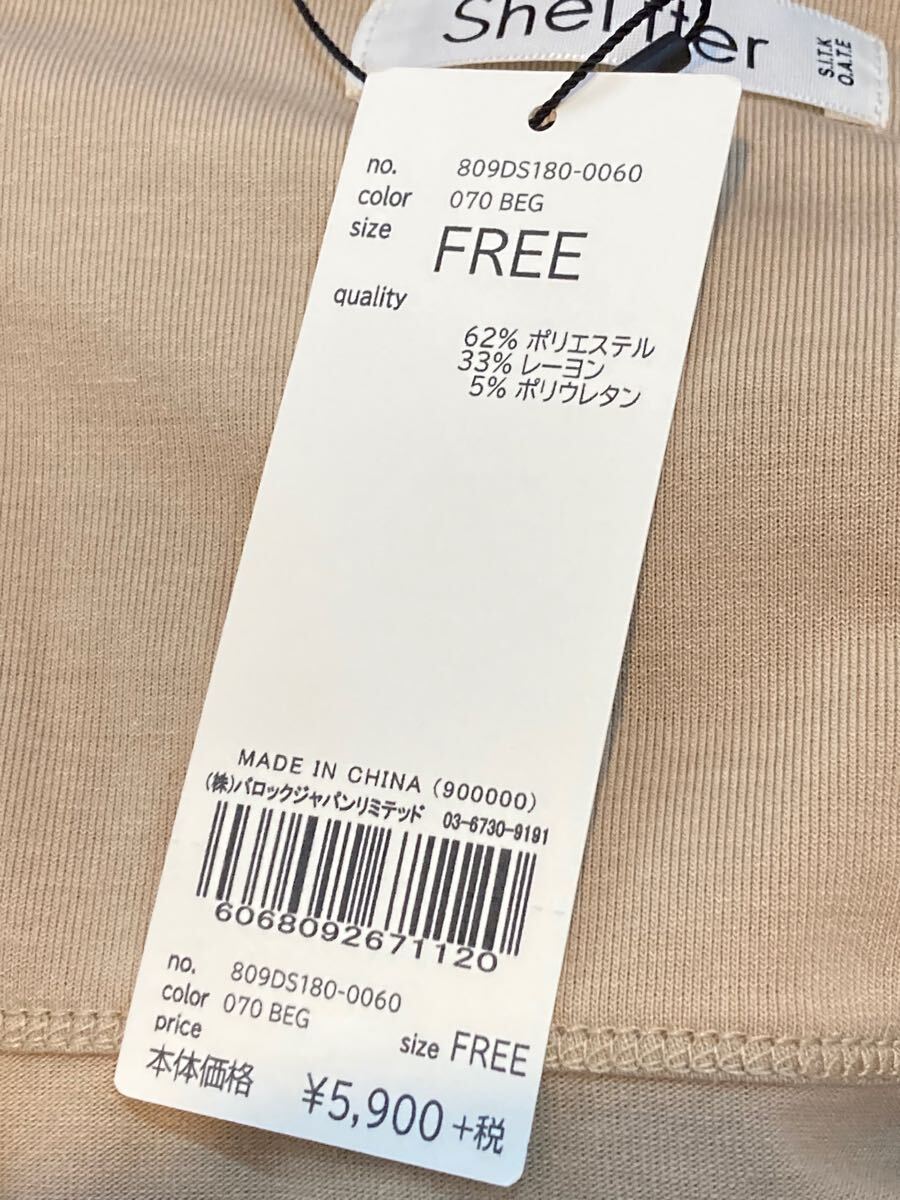 Shel'tter
S.I.T.K
O.A.T.E
no. 809DS180-0060
color 070 BEG
size FREE
quality
62% ポリエステル
33% レーヨン
5% ポリウレタン
MADE IN CHINA (900000)
(株)バロックジャパンリミテッド 03-6730-9191
6068092671120
no. 809DS180-0060
color 070 BEG
size FREE
price
本体価格 ¥5,900 +税